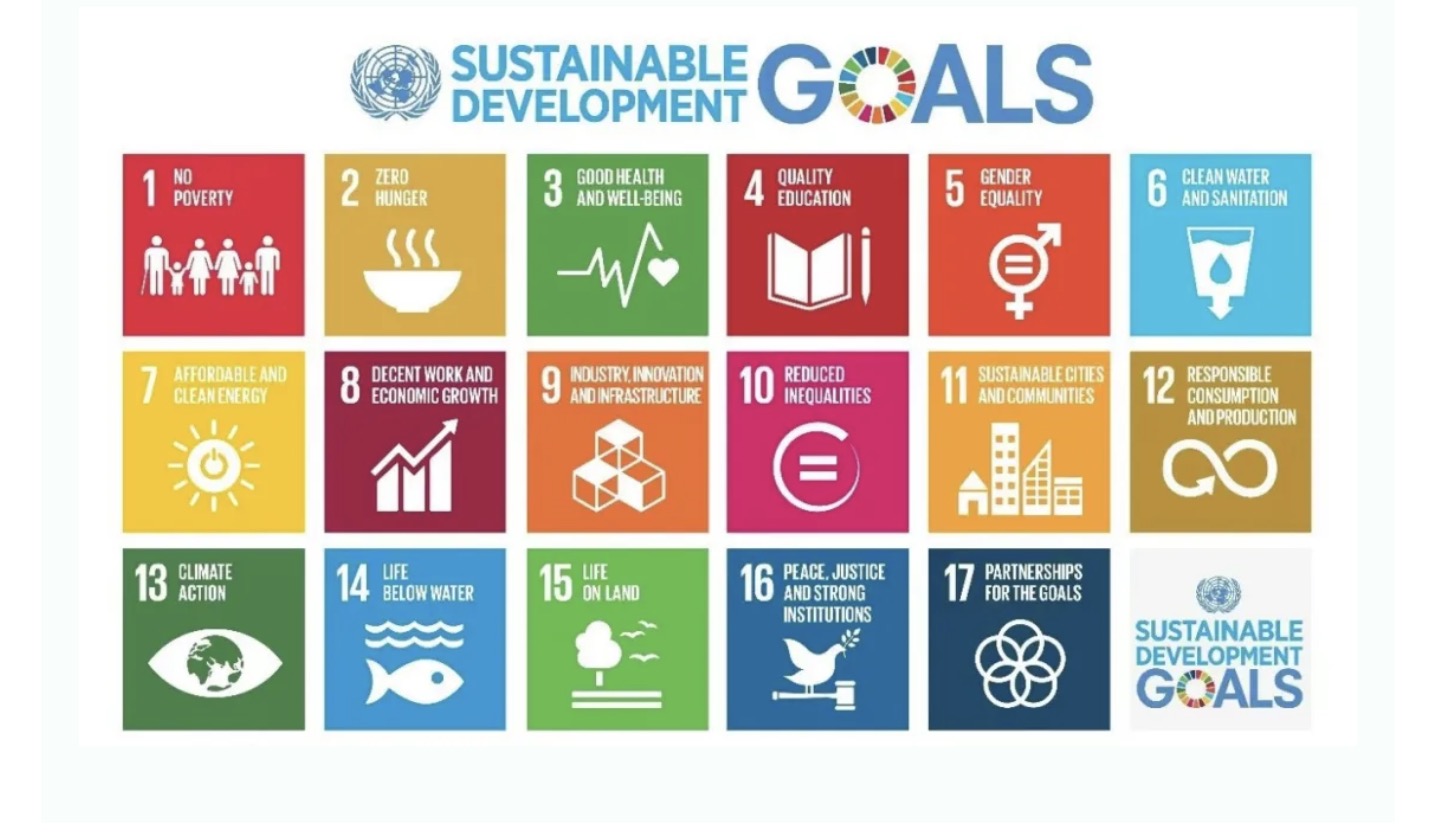 SUSTAINABLE
DEVELOPMENT
GOALS
1 NO
POVERTY
2 ZERO
HUNGER
3 GOOD HEALTH
AND WELL-BEING
4 QUALITY
EDUCATION
5 GENDER
EQUALITY
6 CLEAN WATER
AND SANITATION
7 AFFORDABLE AND
CLEAN ENERGY
8 DECENT WORK AND
ECONOMIC GROWTH
9 INDUSTRY, INNOVATION
AND INFRASTRUCTURE
10 REDUCED
INEQUALITIES
11 SUSTAINABLE CITIES
AND COMMUNITIES
12 RESPONSIBLE
CONSUMPTION
AND PRODUCTION
13 CLIMATE
ACTION
14 LIFE
BELOW WATER
15 LIFE
ON LAND
16 PEACE, JUSTICE
AND STRONG
INSTITUTIONS
17 PARTNERSHIPS
FOR THE GOALS
SUSTAINABLE
DEVELOPMENT
GOALS